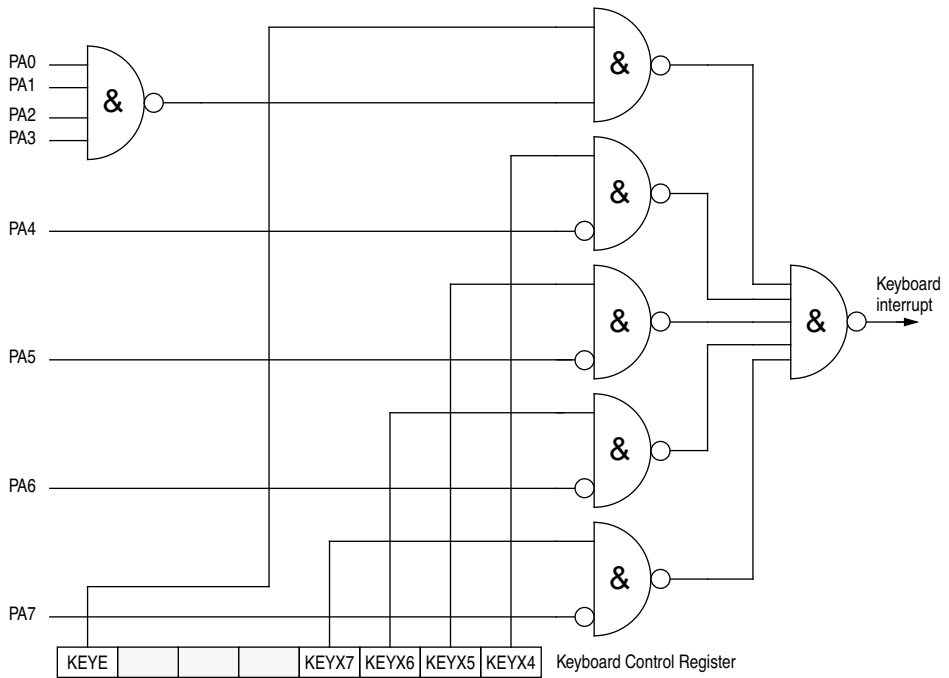 &
PA0
PA1
PA2
PA3
&
&
PA4
Keyboard
interrupt
&
&
PA5
&
PA6
&
PA7
KEYE KEYX7 KEYX6 KEYX5 KEYX4 Keyboard Control Register